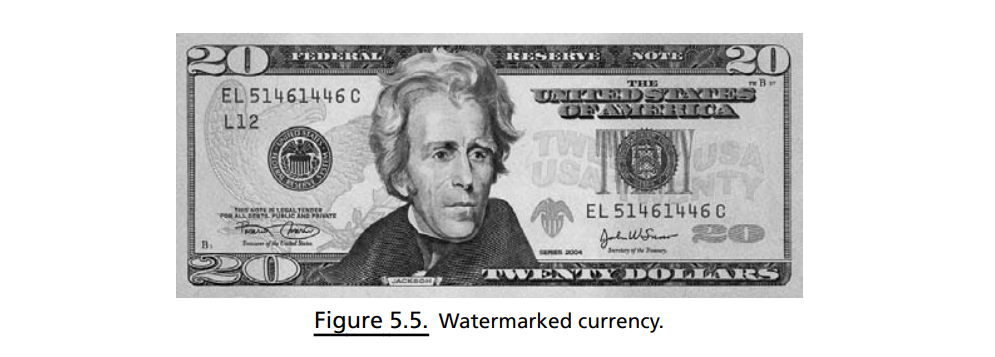 20 FEDERAL RESERVE NOTE 20
THE
UNITED STATES
OF AMERICA
EL 51461446 C
L12
TWENTY
USA
USA
TWENTY
THIS NOTE IS LEGAL TENDER
FOR ALL DEBTS, PUBLIC AND PRIVATE
EL 51461446 C
Treasurer of the United States.
SERIES 2004
Secretary of the Treasury.
20
20
JACKSON
TWENTY DOLLARS
Figure 5.5. Watermarked currency.